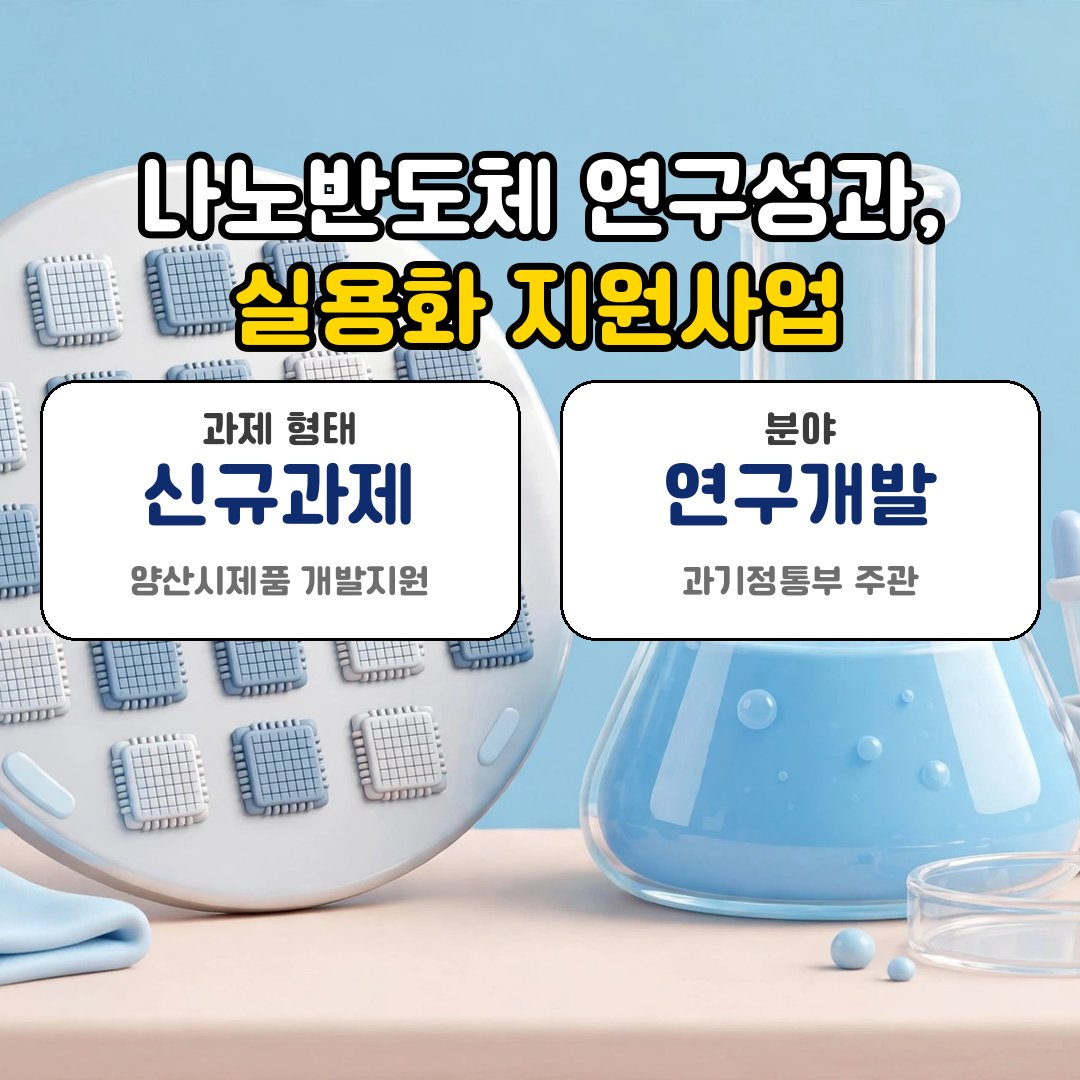 나노반도체 연구성과,
실용화 지원사업
과제 형태
신규과제
양산시제품 개발지원
분야
연구개발
과기정통부 주관